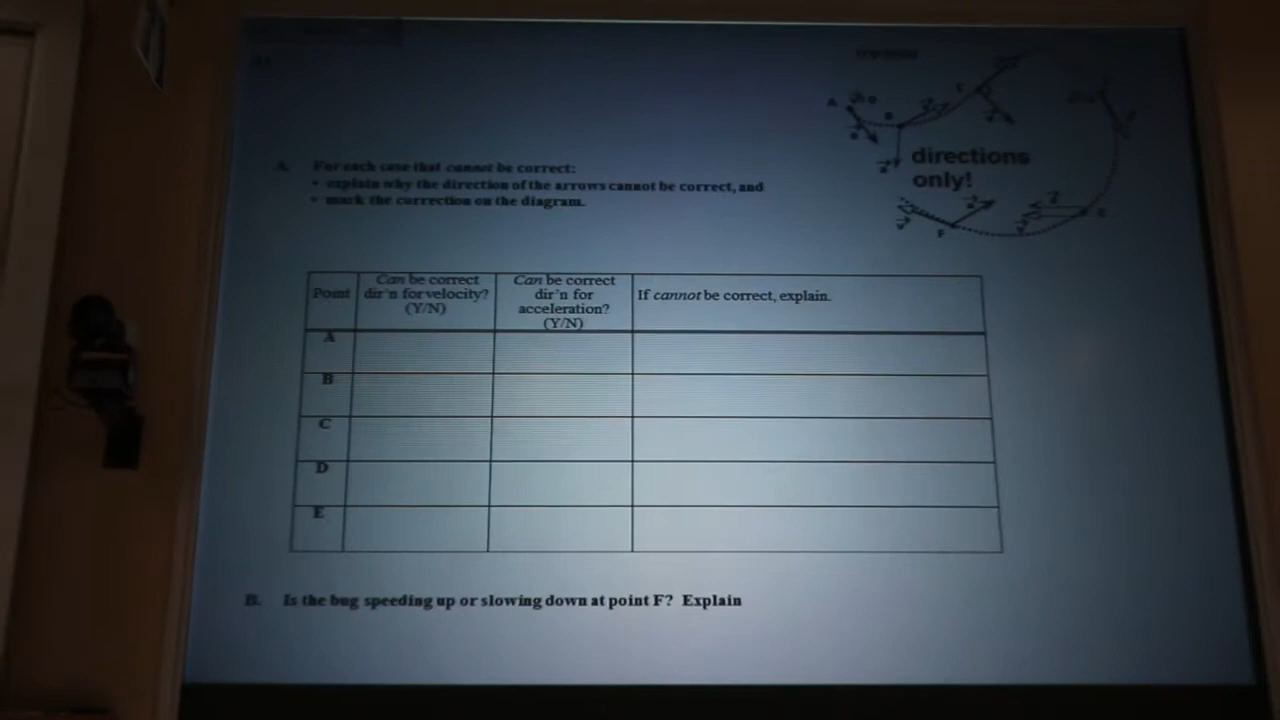 A. For each case that cannot be correct:
• explain why the direction of the arrows cannot be correct, and
• mark the correction on the diagram.
A
B
directions
only!
F
Point
Can be correct
dir'n for velocity?
(Y/N)
Can be correct
dir'n for
acceleration?
(Y/N)
If cannot be correct, explain.
A
B
C
D
E
B. Is the bug speeding up or slowing down at point F? Explain